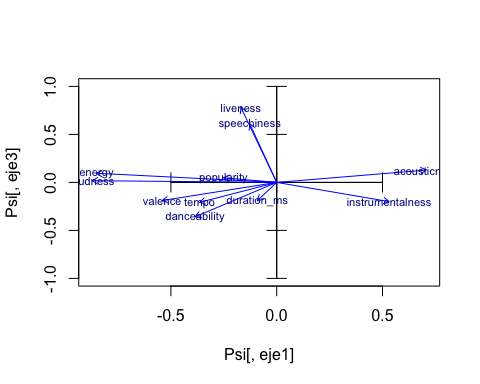 1.0
liveness
speechiness
0.5
energy
popularity
acousticn
0.0
udness
valence tempo
duration_ms
instrumentalness
danceability
-0.5
-1.0
-0.5
0.0
0.5
Psi[, eje1]
Psi[, eje3]